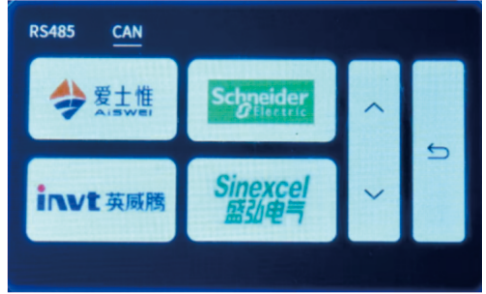 RS485 CAN
爱士惟
AISWEI
Schneider
Electric
invt 英威腾
Sinexcel
盛弘电气